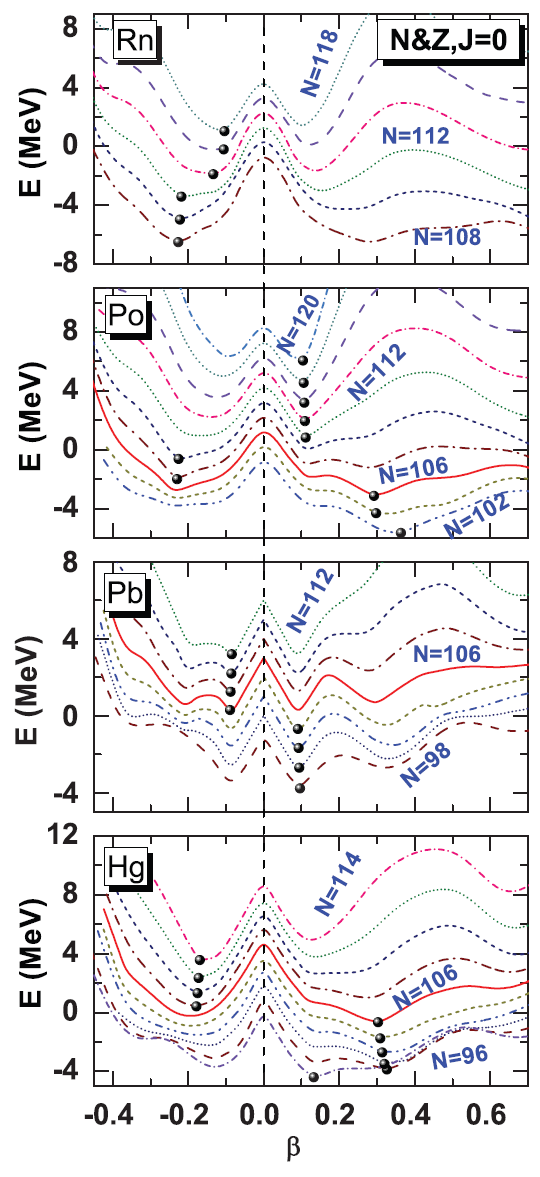 Rn
N&Z,J=0
N=118
N=112
N=108
8
4
0
-4
-8
E (MeV)
Po
N=120
N=112
N=106
N=102
8
4
0
-4
E (MeV)
Pb
N=112
N=106
N=98
8
4
0
-4
E (MeV)
Hg
N=114
N=106
N=96
12
8
4
0
-4
E (MeV)
-0.4 -0.2 0.0 0.2 0.4 0.6
β